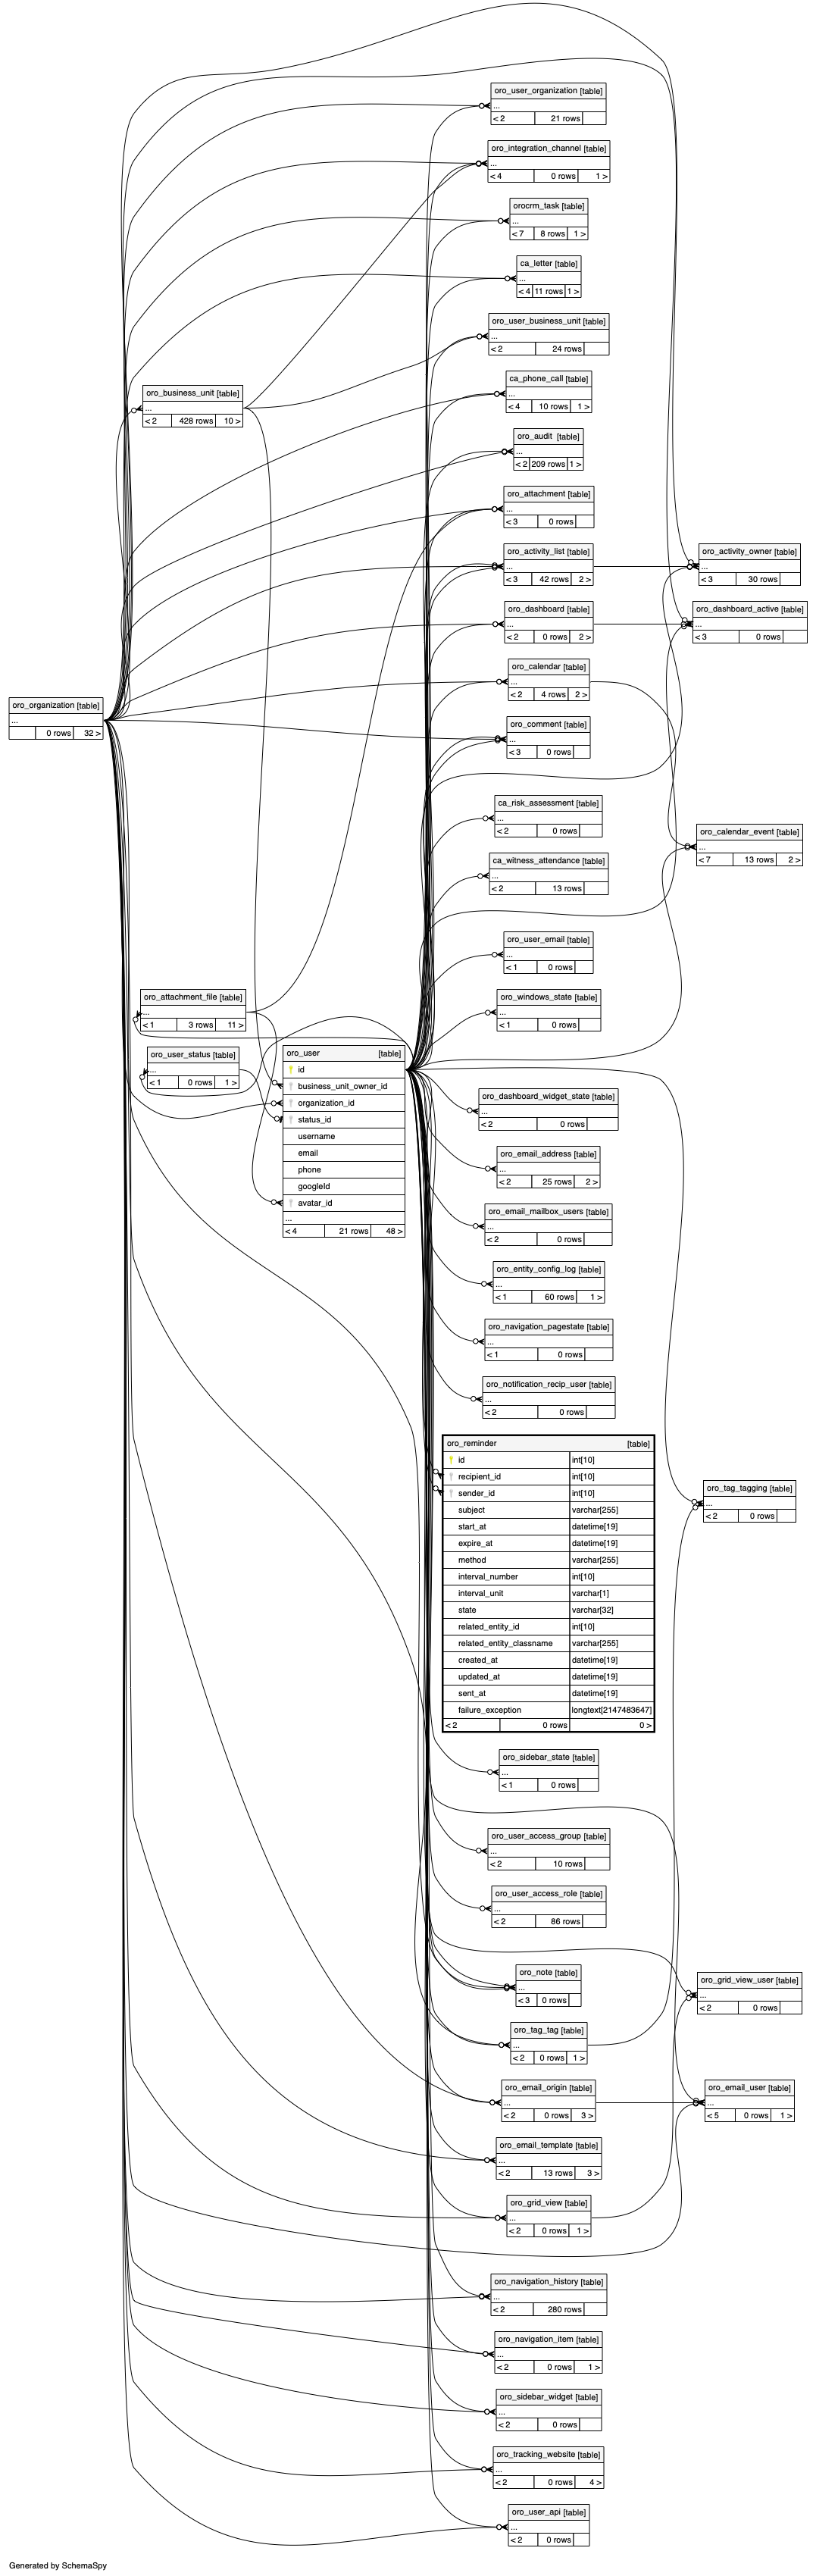 oro_user_organization [table]
...
< 2 21 rows
oro_integration_channel [table]
...
< 4 0 rows 1 >
orocrm_task [table]
...
< 7 8 rows 1 >
ca_letter [table]
...
< 4 11 rows 1 >
oro_user_business_unit [table]
...
< 2 24 rows
ca_phone_call [table]
...
< 4 10 rows 1 >
oro_business_unit [table]
...
< 2 428 rows 10 >
oro_audit [table]
...
< 2 209 rows 1 >
oro_attachment [table]
...
< 3 0 rows
oro_activity_list [table]
...
< 3 42 rows 2 >
oro_activity_owner [table]
...
< 3 30 rows
oro_dashboard [table]
...
< 2 0 rows 2 >
oro_dashboard_active [table]
...
< 3 0 rows
oro_calendar [table]
...
< 2 4 rows 2 >
oro_organization [table]
...
0 rows 32 >
oro_comment [table]
...
< 3 0 rows
ca_risk_assessment [table]
...
< 2 0 rows
oro_calendar_event [table]
...
< 7 13 rows 2 >
ca_witness_attendance [table]
...
< 2 13 rows
oro_user_email [table]
...
< 1 0 rows
oro_attachment_file [table]
...
< 1 3 rows 11 >
oro_windows_state [table]
...
< 1 0 rows
oro_user_status [table]
...
< 1 0 rows 1 >
oro_user [table]
id
business_unit_owner_id
organization_id
status_id
username
email
phone
googleId
avatar_id
...
< 4 21 rows 48 >
oro_dashboard_widget_state [table]
...
< 2 0 rows
oro_email_address [table]
...
< 2 25 rows 2 >
oro_email_mailbox_users [table]
...
< 2 0 rows
oro_entity_config_log [table]
...
< 1 60 rows 1 >
oro_navigation_pagestate [table]
...
< 1 0 rows
oro_notification_recip_user [table]
...
< 2 0 rows
oro_reminder [table]
id int[10]
recipient_id int[10]
sender_id int[10]
subject varchar[255]
start_at datetime[19]
expire_at datetime[19]
method varchar[255]
interval_number int[10]
interval_unit varchar[1]
state varchar[32]
related_entity_id int[10]
related_entity_classname varchar[255]
created_at datetime[19]
updated_at datetime[19]
sent_at datetime[19]
failure_exception longtext[2147483647]
< 2 0 rows 0 >
oro_tag_tagging [table]
...
< 2 0 rows
oro_sidebar_state [table]
...
< 1 0 rows
oro_user_access_group [table]
...
< 2 10 rows
oro_user_access_role [table]
...
< 2 86 rows
oro_note [table]
...
< 3 0 rows
oro_grid_view_user [table]
...
< 2 0 rows
oro_tag_tag [table]
...
< 2 0 rows 1 >
oro_email_origin [table]
...
< 2 0 rows 3 >
oro_email_user [table]
...
< 5 0 rows 1 >
oro_email_template [table]
...
< 2 13 rows 3 >
oro_grid_view [table]
...
< 2 0 rows 1 >
oro_navigation_history [table]
...
< 2 280 rows
oro_navigation_item [table]
...
< 2 0 rows 1 >
oro_sidebar_widget [table]
...
< 2 0 rows
oro_tracking_website [table]
...
< 2 0 rows 4 >
oro_user_api [table]
...
< 2 0 rows
Generated by SchemaSpy